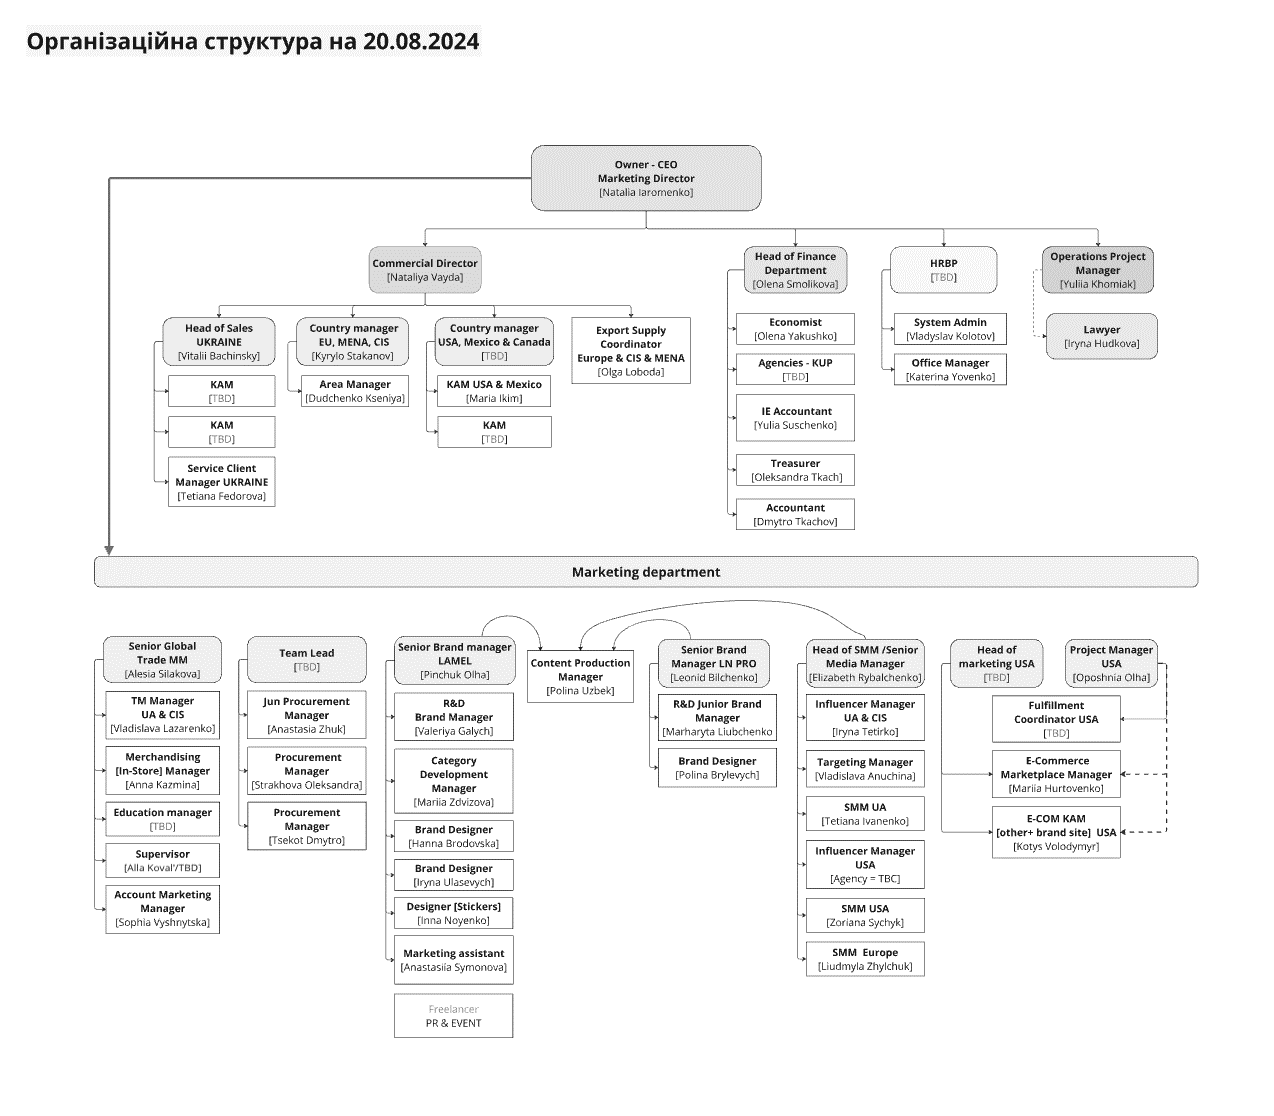 Організаційна структура на 20.08.2024
Owner - CEO
Marketing Director
[Natalia Iaromenko]
Commercial Director
[Nataliya Vayda]
Head of Finance
Department
[Olena Smolikova]
HRBP
[TBD]
Operations Project
Manager
[Yuliia Khomiak]
Head of Sales
UKRAINE
[Vitalii Bachinsky]
KAM
[TBD]
KAM
[TBD]
Service Client
Manager UKRAINE
[Tetiana Fedorova]
Country manager
EU, MENA, CIS
[Kyrylo Stakanov]
Area Manager
[Dudchenko Kseniya]
Country manager
USA, Mexico & Canada
[TBD]
KAM USA & Mexico
[Maria Ikim]
KAM
[TBD]
Export Supply
Coordinator
Europe & CIS & MENA
[Olga Loboda]
Economist
[Olena Yakushko]
Agencies - KUP
[TBD]
IE Accountant
[Yulia Suschenko]
Treasurer
[Oleksandra Tkach]
Accountant
[Dmytro Tkachov]
System Admin
[Vladyslav Kolotov]
Office Manager
[Katerina Yovenko]
Lawyer
[Iryna Hudkova]
Marketing department
Senior Global
Trade MM
[Alesia Silakova]
TM Manager
UA & CIS
[Vladislava Lazarenko]
Merchandising
[In-Store] Manager
[Anna Kazmina]
Education manager
[TBD]
Supervisor
[Alla Koval'/TBD]
Account Marketing
Manager
[Sophia Vyshnytska]
Team Lead
[TBD]
Jun Procurement
Manager
[Anastasia Zhuk]
Procurement
Manager
[Strakhova Oleksandra]
Procurement
Manager
[Tsekot Dmytro]
Senior Brand manager
LAMEL
[Pinchuk Olha]
R&D
Brand Manager
[Valeriya Galych]
Category
Development
Manager
[Mariia Zdvizova]
Brand Designer
[Hanna Brodovska]
Brand Designer
[Iryna Ulasevych]
Designer [Stickers]
[Inna Noyenko]
Marketing assistant
[Anastasiia Symonova]
Freelancer
PR & EVENT
Content Production
Manager
[Polina Uzbek]
Senior Brand
Manager LN PRO
[Leonid Bilchenko]
R&D Junior Brand
Manager
[Marharyta Liubchenko
Brand Designer
[Polina Brylevych]
Head of SMM /Senior
Media Manager
[Elizabeth Rybalchenko]
Influencer Manager
UA & CIS
[Iryna Tetirko]
Targeting Manager
[Vladislava Anuchina]
SMM UA
[Tetiana Ivanenko]
Influencer Manager
USA
[Agency = TBC]
SMM USA
[Zoriana Sychyk]
SMM Europe
[Liudmyla Zhylchuk]
Head of
marketing USA
[TBD]
Project Manager
USA
[Oposhnia Olha]
Fulfillment
Coordinator USA
[TBD]
E-Commerce
Marketplace Manager
[Mariia Hurtovenko]
E-COM KAM
[other+ brand site] USA
[Kotys Volodymyr]